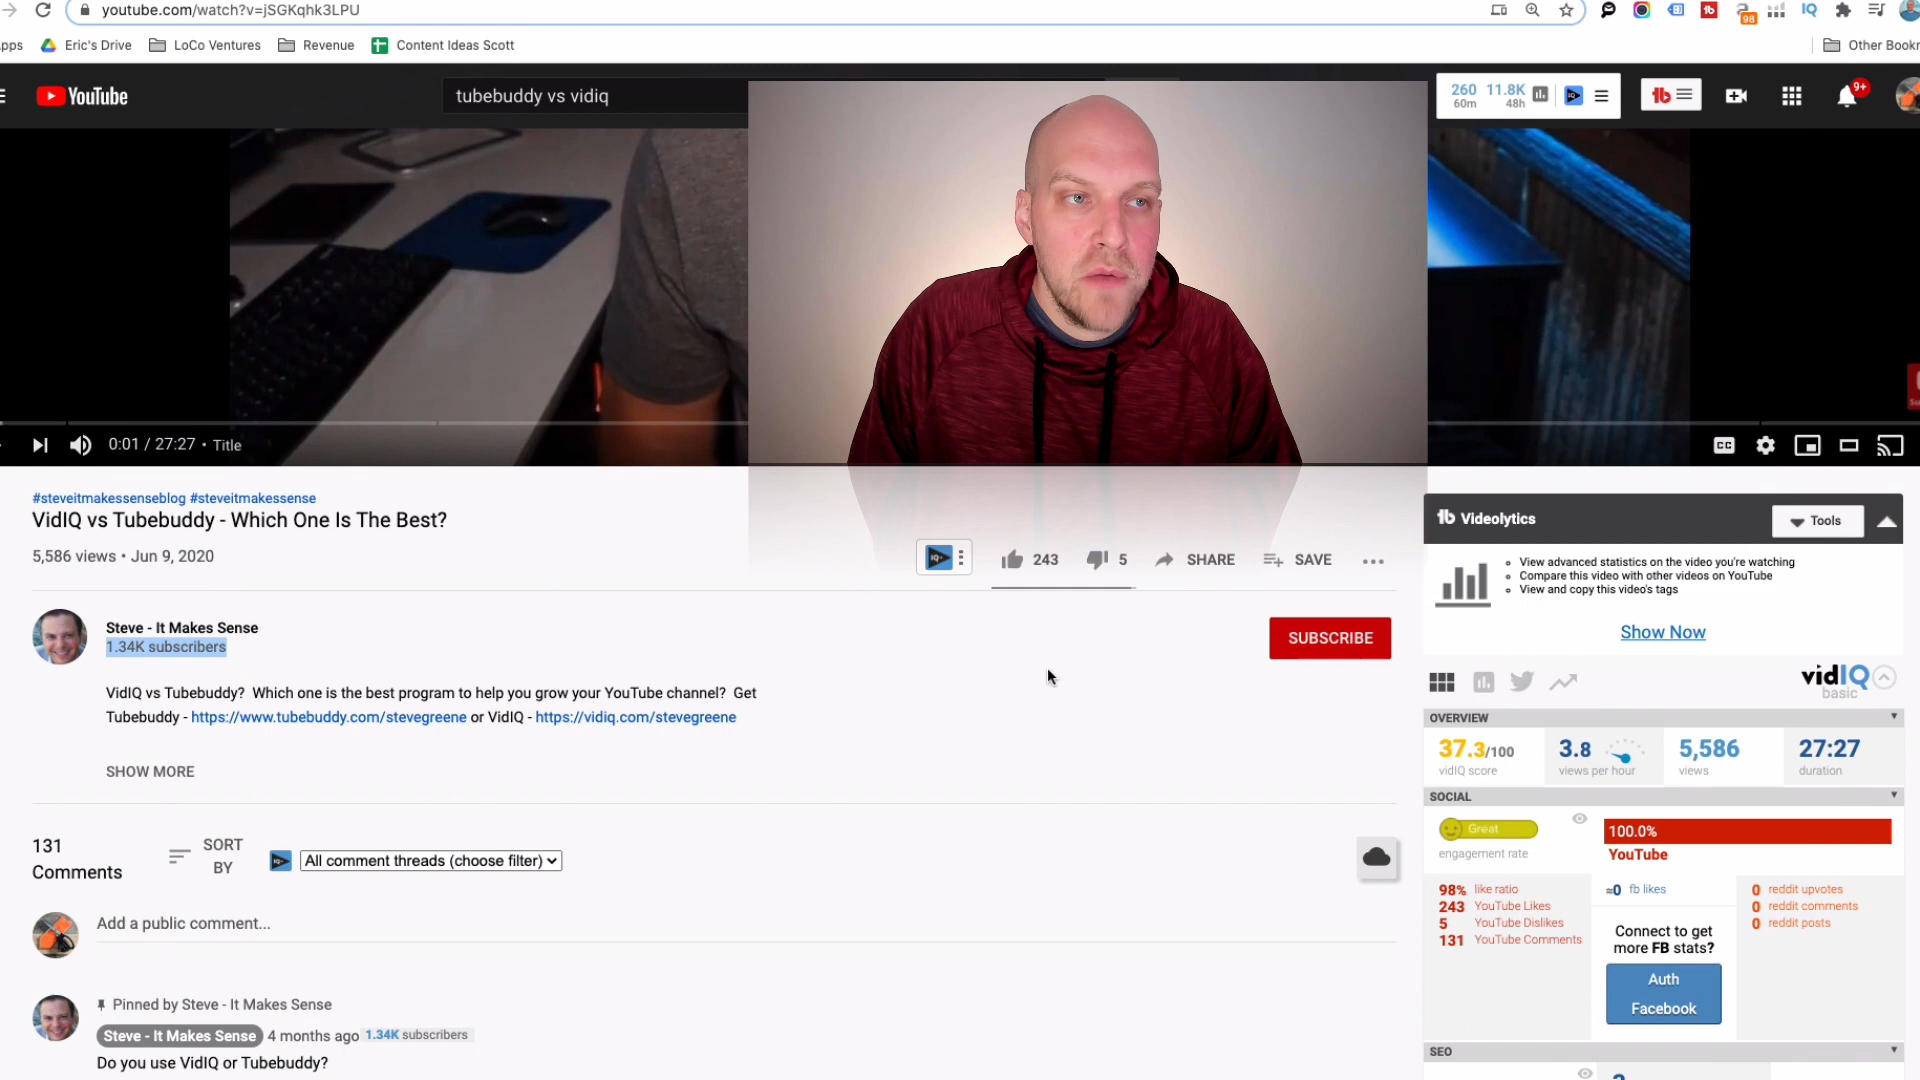 youtube.com/watch?v=jSGKqhk3LPU
98
IQ
pps
Eric's Drive
LoCo Ventures
Revenue
Content Ideas Scott
Other Bookr
YouTube
tubebuddy vs vidiq
260 11.8K
60m 48h
9+
0:01 / 27:27 • Title
CC
#steveitmakessenseblog #steveitmakessense
VidIQ vs Tubebuddy - Which One Is The Best?
5,586 views • Jun 9, 2020
243
5
SHARE
SAVE
Steve - It Makes Sense
1.34K subscribers
SUBSCRIBE
VidIQ vs Tubebuddy? Which one is the best program to help you grow your YouTube channel? Get
Tubebuddy - https://www.tubebuddy.com/stevegreene or VidIQ - https://vidiq.com/stevegreene
SHOW MORE
131
Comments
SORT
BY
All comment threads (choose filter)
Add a public comment...
Pinned by Steve - It Makes Sense
Steve - It Makes Sense 4 months ago 1.34K subscribers
Do you use VidIQ or Tubebuddy?
tb Videolytics
Tools
View advanced statistics on the video you're watching
Compare this video with other videos on YouTube
View and copy this video's tags
Show Now
vidIQ
basic
OVERVIEW
37.3/100
vidIQ score
3.8
views per hour
5,586
views
27:27
duration
SOCIAL
Great
engagement rate
100.0%
YouTube
98% like ratio
243 YouTube Likes
5 YouTube Dislikes
131 YouTube Comments
≈0 fb likes
Connect to get
more FB stats?
Auth
Facebook
0 reddit upvotes
0 reddit comments
0 reddit posts
SEO